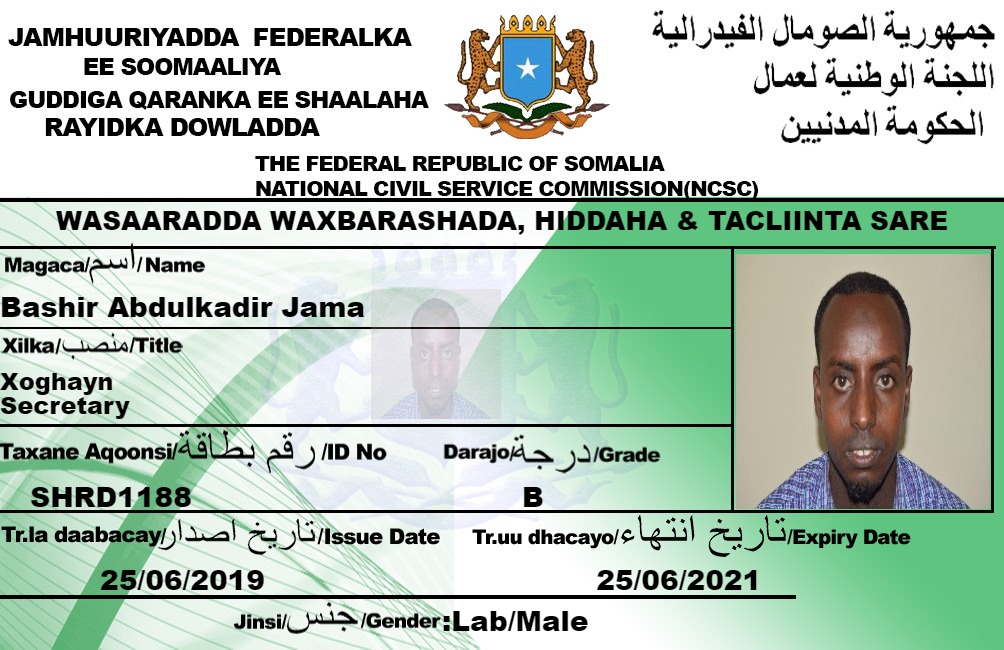 JAMHUURIYADDA FEDERALKA
EE SOOMAALIYA
GUDDIGA QARANKA EE SHAALAHA
RAYIDKA DOWLADDA
جمهورية الصومال الفيدرالية
اللجنة الوطنية لعمال
الحكومة المدنيين
THE FEDERAL REPUBLIC OF SOMALIA
NATIONAL CIVIL SERVICE COMMISSION(NCSC)
WASAARADDA WAXBARASHADA, HIDDAHA & TACLIINTA SARE
Magaca/اسم/Name
Bashir Abdulkadir Jama
Xilka/منصب/Title
Xoghayn
Secretary
Taxane Aqoonsi/رقم بطاقة/ID No
Darajo/درجة/Grade
SHRD1188
B
Tr.la daabacay/تاريخ اصدار/Issue Date
Tr.uu dhacayo/تاريخ انتهاء/Expiry Date
25/06/2019
25/06/2021
Jinsi/جنس/Gender:Lab/Male